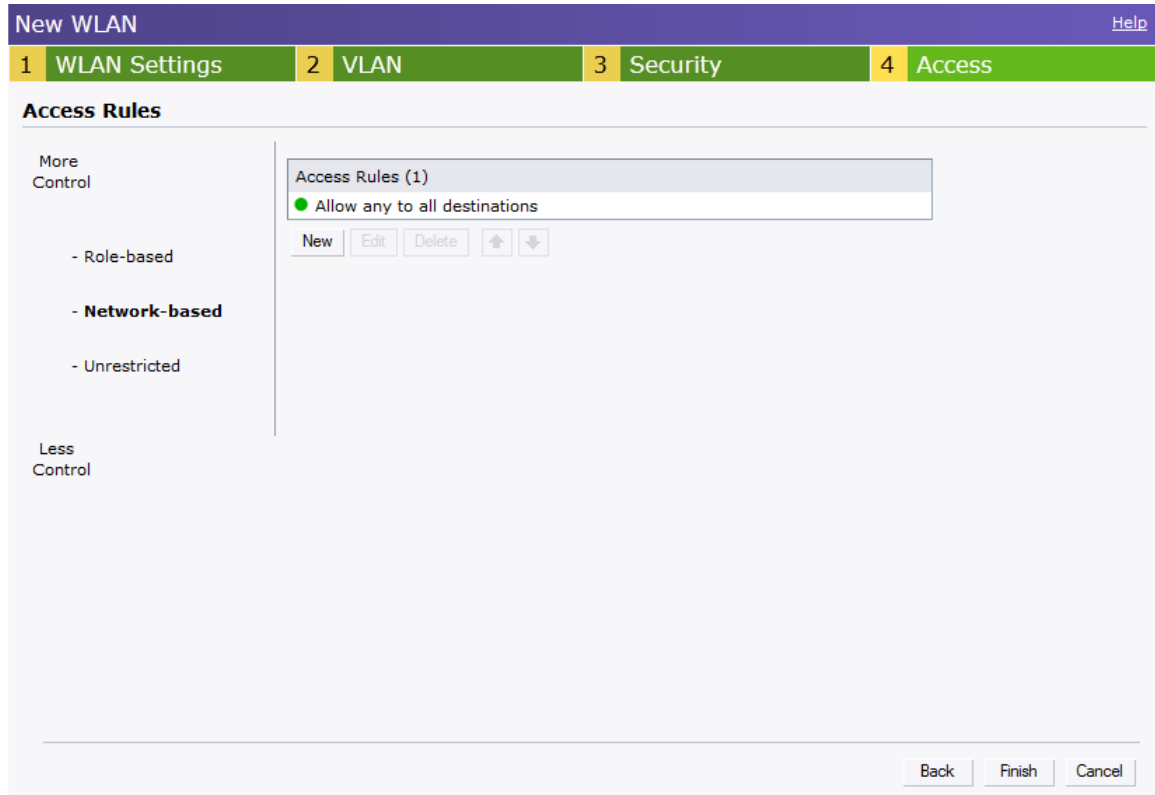 New WLAN Help
1 WLAN Settings 2 VLAN 3 Security 4 Access
Access Rules
More
Control
- Role-based
- Network-based
- Unrestricted
Less
Control
Access Rules (1)
Allow any to all destinations
New Edit Delete
Back Finish Cancel